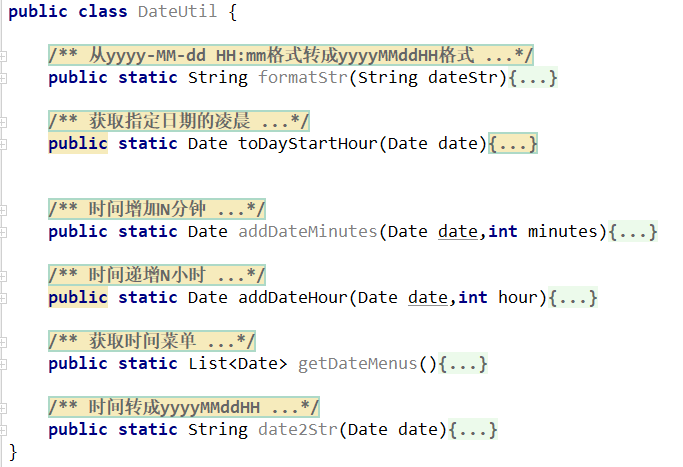 public class DateUtil {
/** 从yyyy-MM-dd HH:mm格式转成yyyyMMddHH格式 ...*/
public static String formatStr(String dateStr){...}
/** 获取指定日期的凌晨 ...*/
public static Date toDayStartHour(Date date){...}
/** 时间增加N分钟 ...*/
public static Date addDateMinutes(Date date,int minutes){...}
/** 时间递增N小时 ...*/
public static Date addDateHour(Date date,int hour){...}
/** 获取时间菜单 ...*/
public static List<Date> getDateMenus(){...}
/** 时间转成yyyyMMddHH ...*/
public static String date2Str(Date date){...}
}